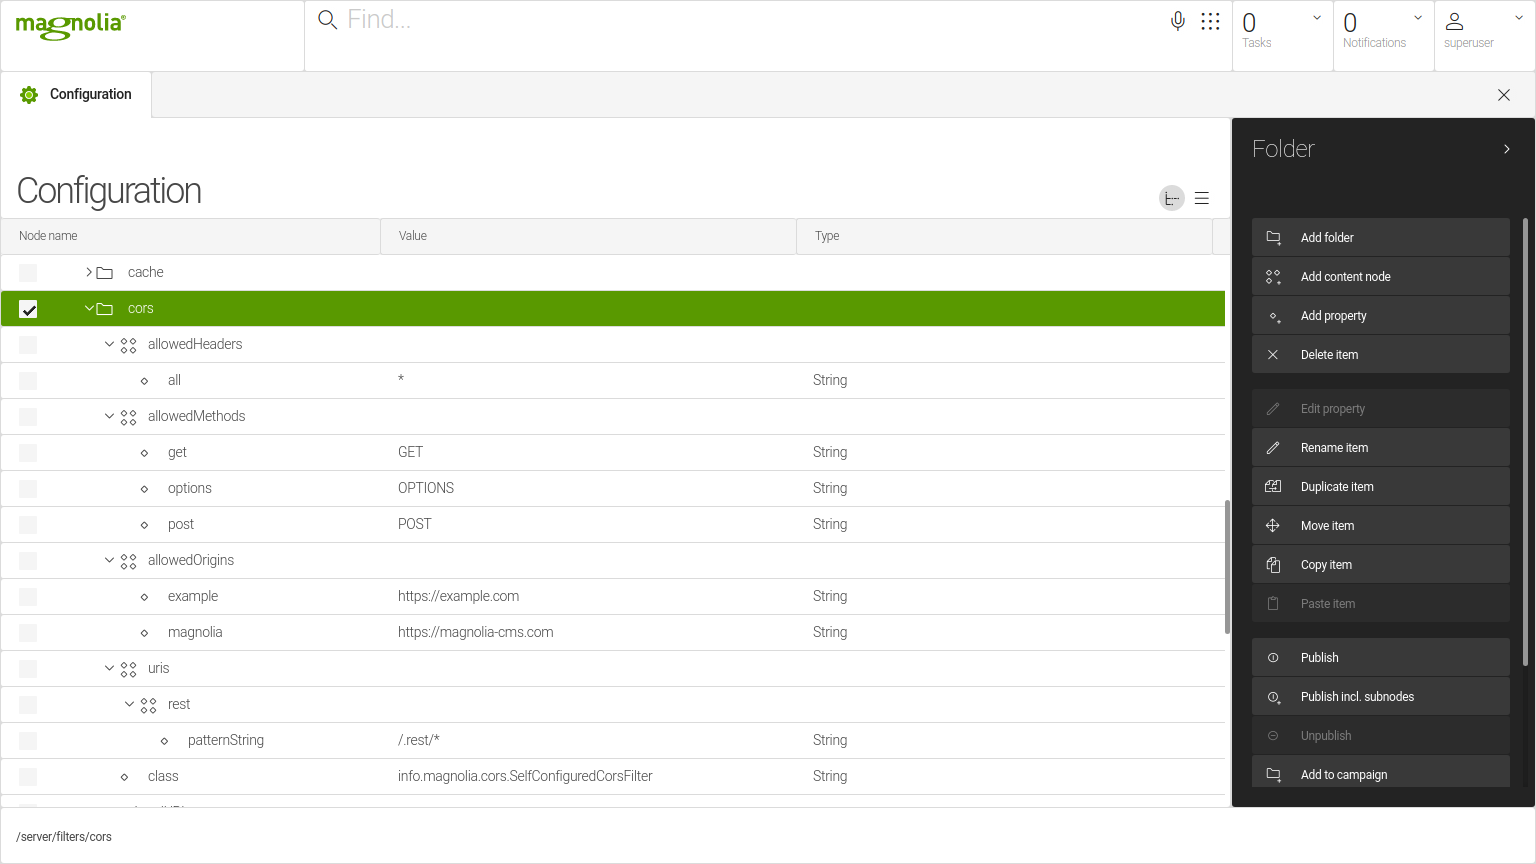 magnolia®
Find...
0
Tasks
0
Notifications
superuser
Configuration
Folder
Configuration
Node name Value Type
cache
cors
allowedHeaders
all * String
allowedMethods
get GET String
options OPTIONS String
post POST String
allowedOrigins
example https://example.com String
magnolia https://magnolia-cms.com String
uris
rest
patternString /.rest/* String
class info.magnolia.cors.SelfConfiguredCorsFilter String
Add folder
Add content node
Add property
Delete item
Edit property
Rename item
Duplicate item
Move item
Copy item
Paste item
Publish
Publish incl. subnodes
Unpublish
Add to campaign
/server/filters/cors